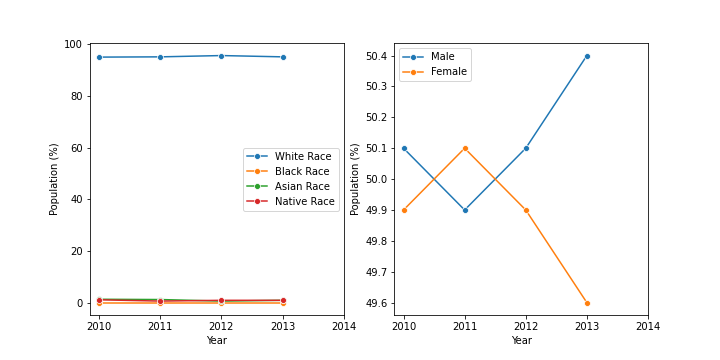 100
80
60
40
20
0
Population (%)
White Race
Black Race
Asian Race
Native Race
2010 2011 2012 2013 2014
Year
50.4
50.3
50.2
50.1
50.0
49.9
49.8
49.7
49.6
Population (%)
Male
Female
2010 2011 2012 2013 2014
Year